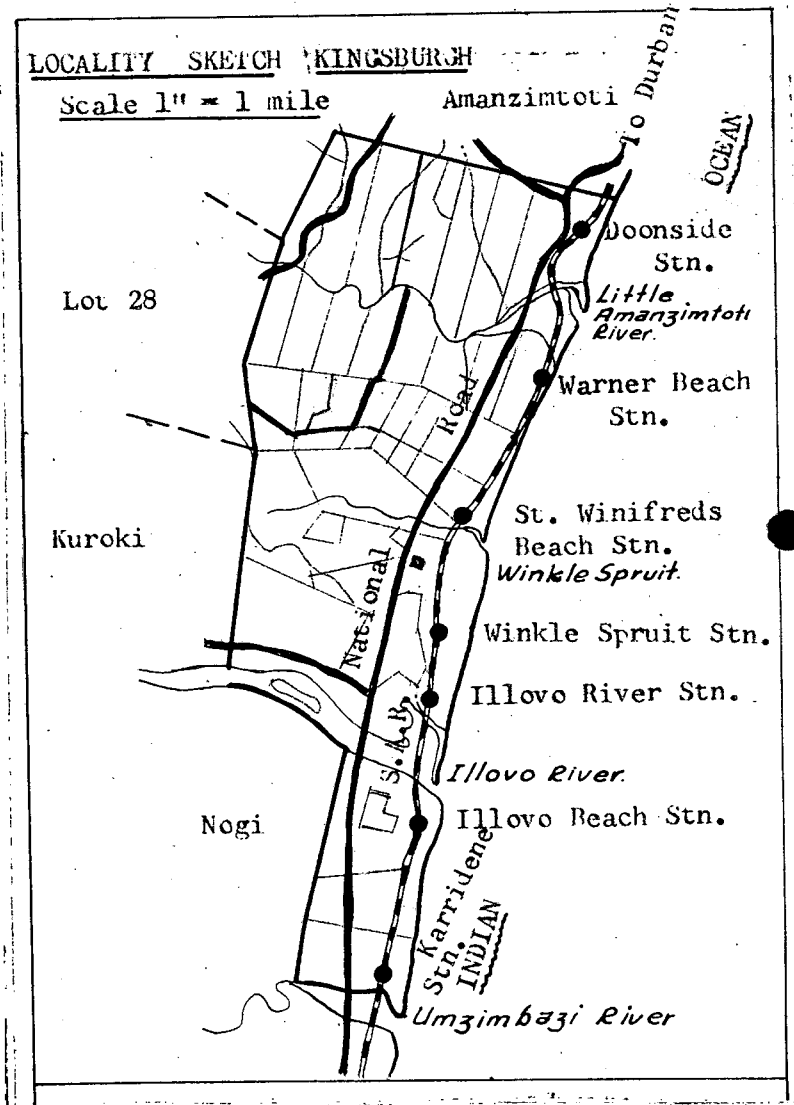 LOCALITY SKETCH KINGSBURGH
Scale 1" = 1 mile
Amanzimtoti
To Durban
OCEAN
Doonside
Stn.
Lot 28
Little
Amanzimtoti
River.
Warner Beach
Stn.
Road
St. Winifreds
Beach Stn.
Kuroki
Winkle Spruit.
National
Winkle Spruit Stn.
Illovo River Stn.
S.A.R.
Illovo River.
Nogi
Illovo Beach Stn.
Karridene
Stn.
INDIAN
Umzimbazi River